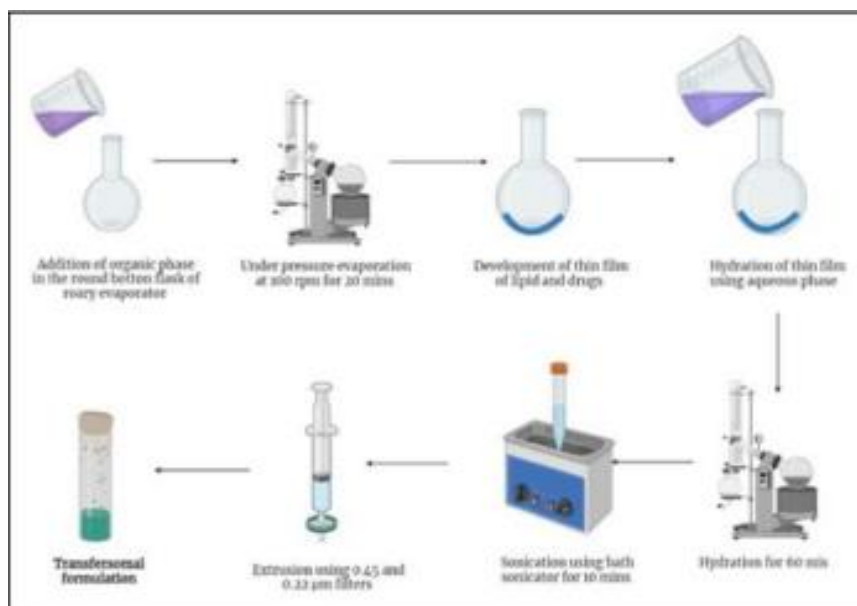 Addition of organic phase
in the round botton flask of
roary evaporator
Under pressure evaporation
at 100 rpm for 20 mins
Development of thin film
of lipid and drugs
Hydration of thin film
using aqueous phase
Hydration for 60 mis
Sonication using bath
sonicator for 10 mins
Extrusion using 0.45 and
0.22 µm filters
Transfersomal
formulation